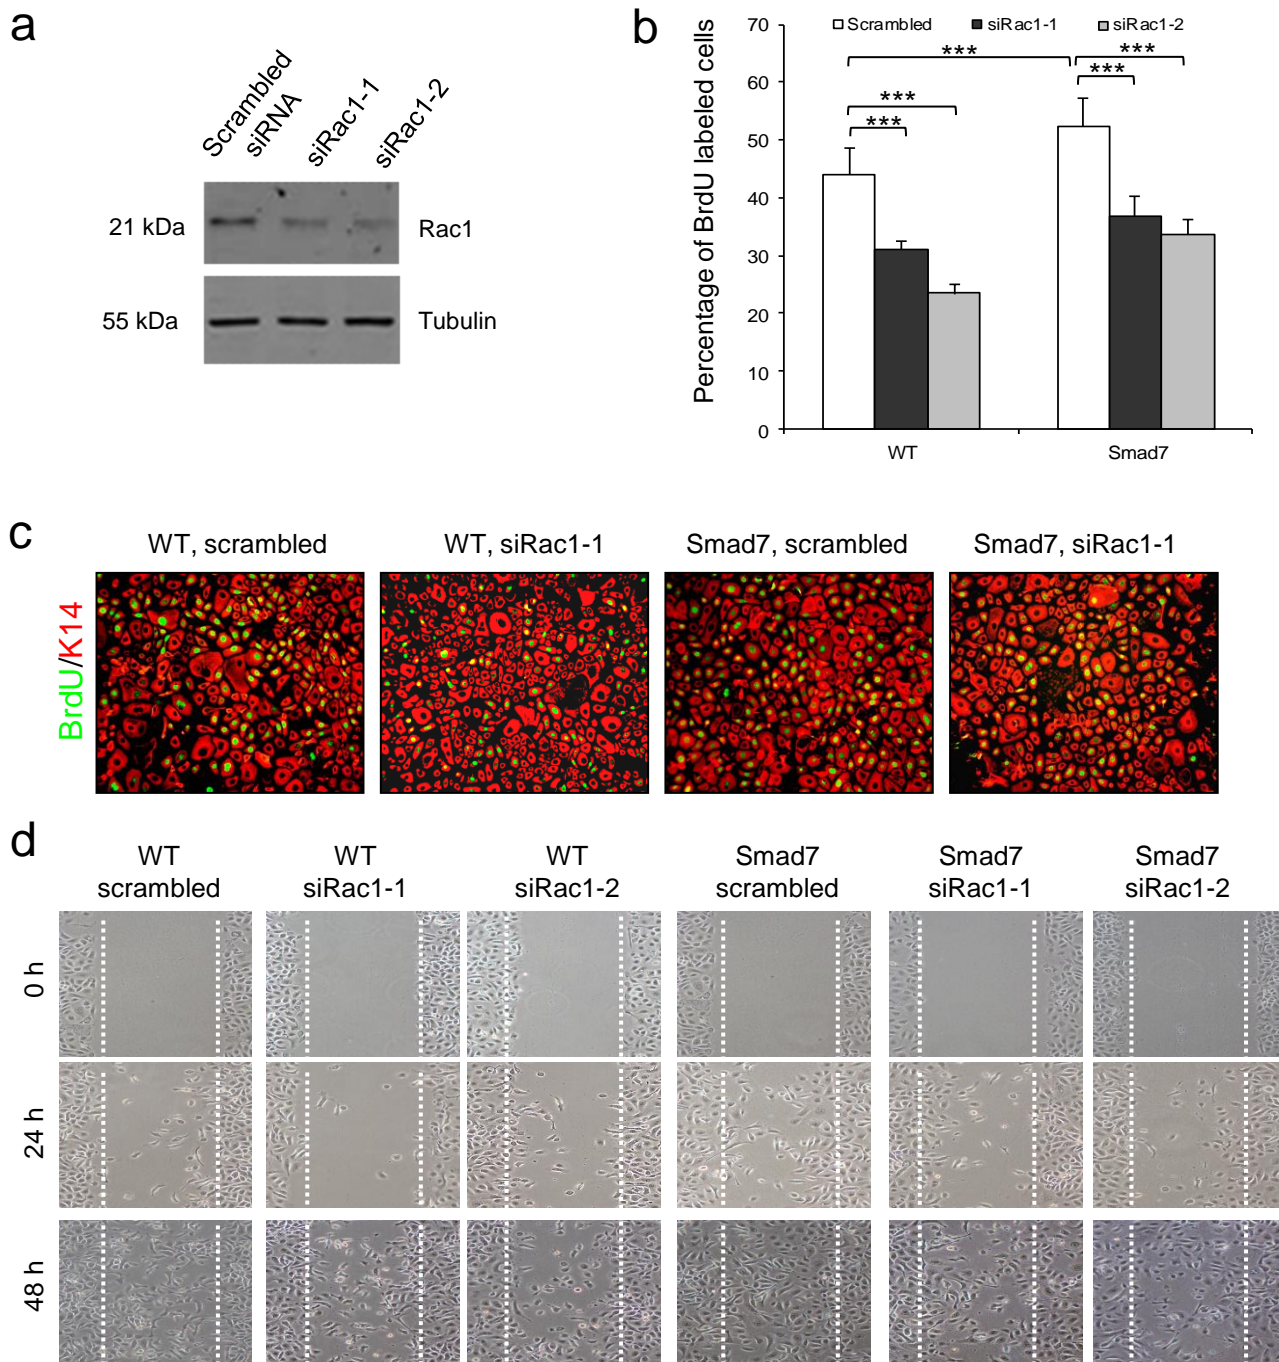 a
Scrambled
siRNA
siRac1-1
siRac1-2
21 kDa
Rac1
55 kDa
Tubulin
b
Scrambled
siRac1-1
siRac1-2
Percentage of BrdU labeled cells
70
60
50
40
30
20
10
0
***
***
***
***
***
WT
Smad7
c
WT, scrambled
WT, siRac1-1
Smad7, scrambled
Smad7, siRac1-1
BrdU/K14
d
WT
scrambled
WT
siRac1-1
WT
siRac1-2
Smad7
scrambled
Smad7
siRac1-1
Smad7
siRac1-2
0 h
24 h
48 h